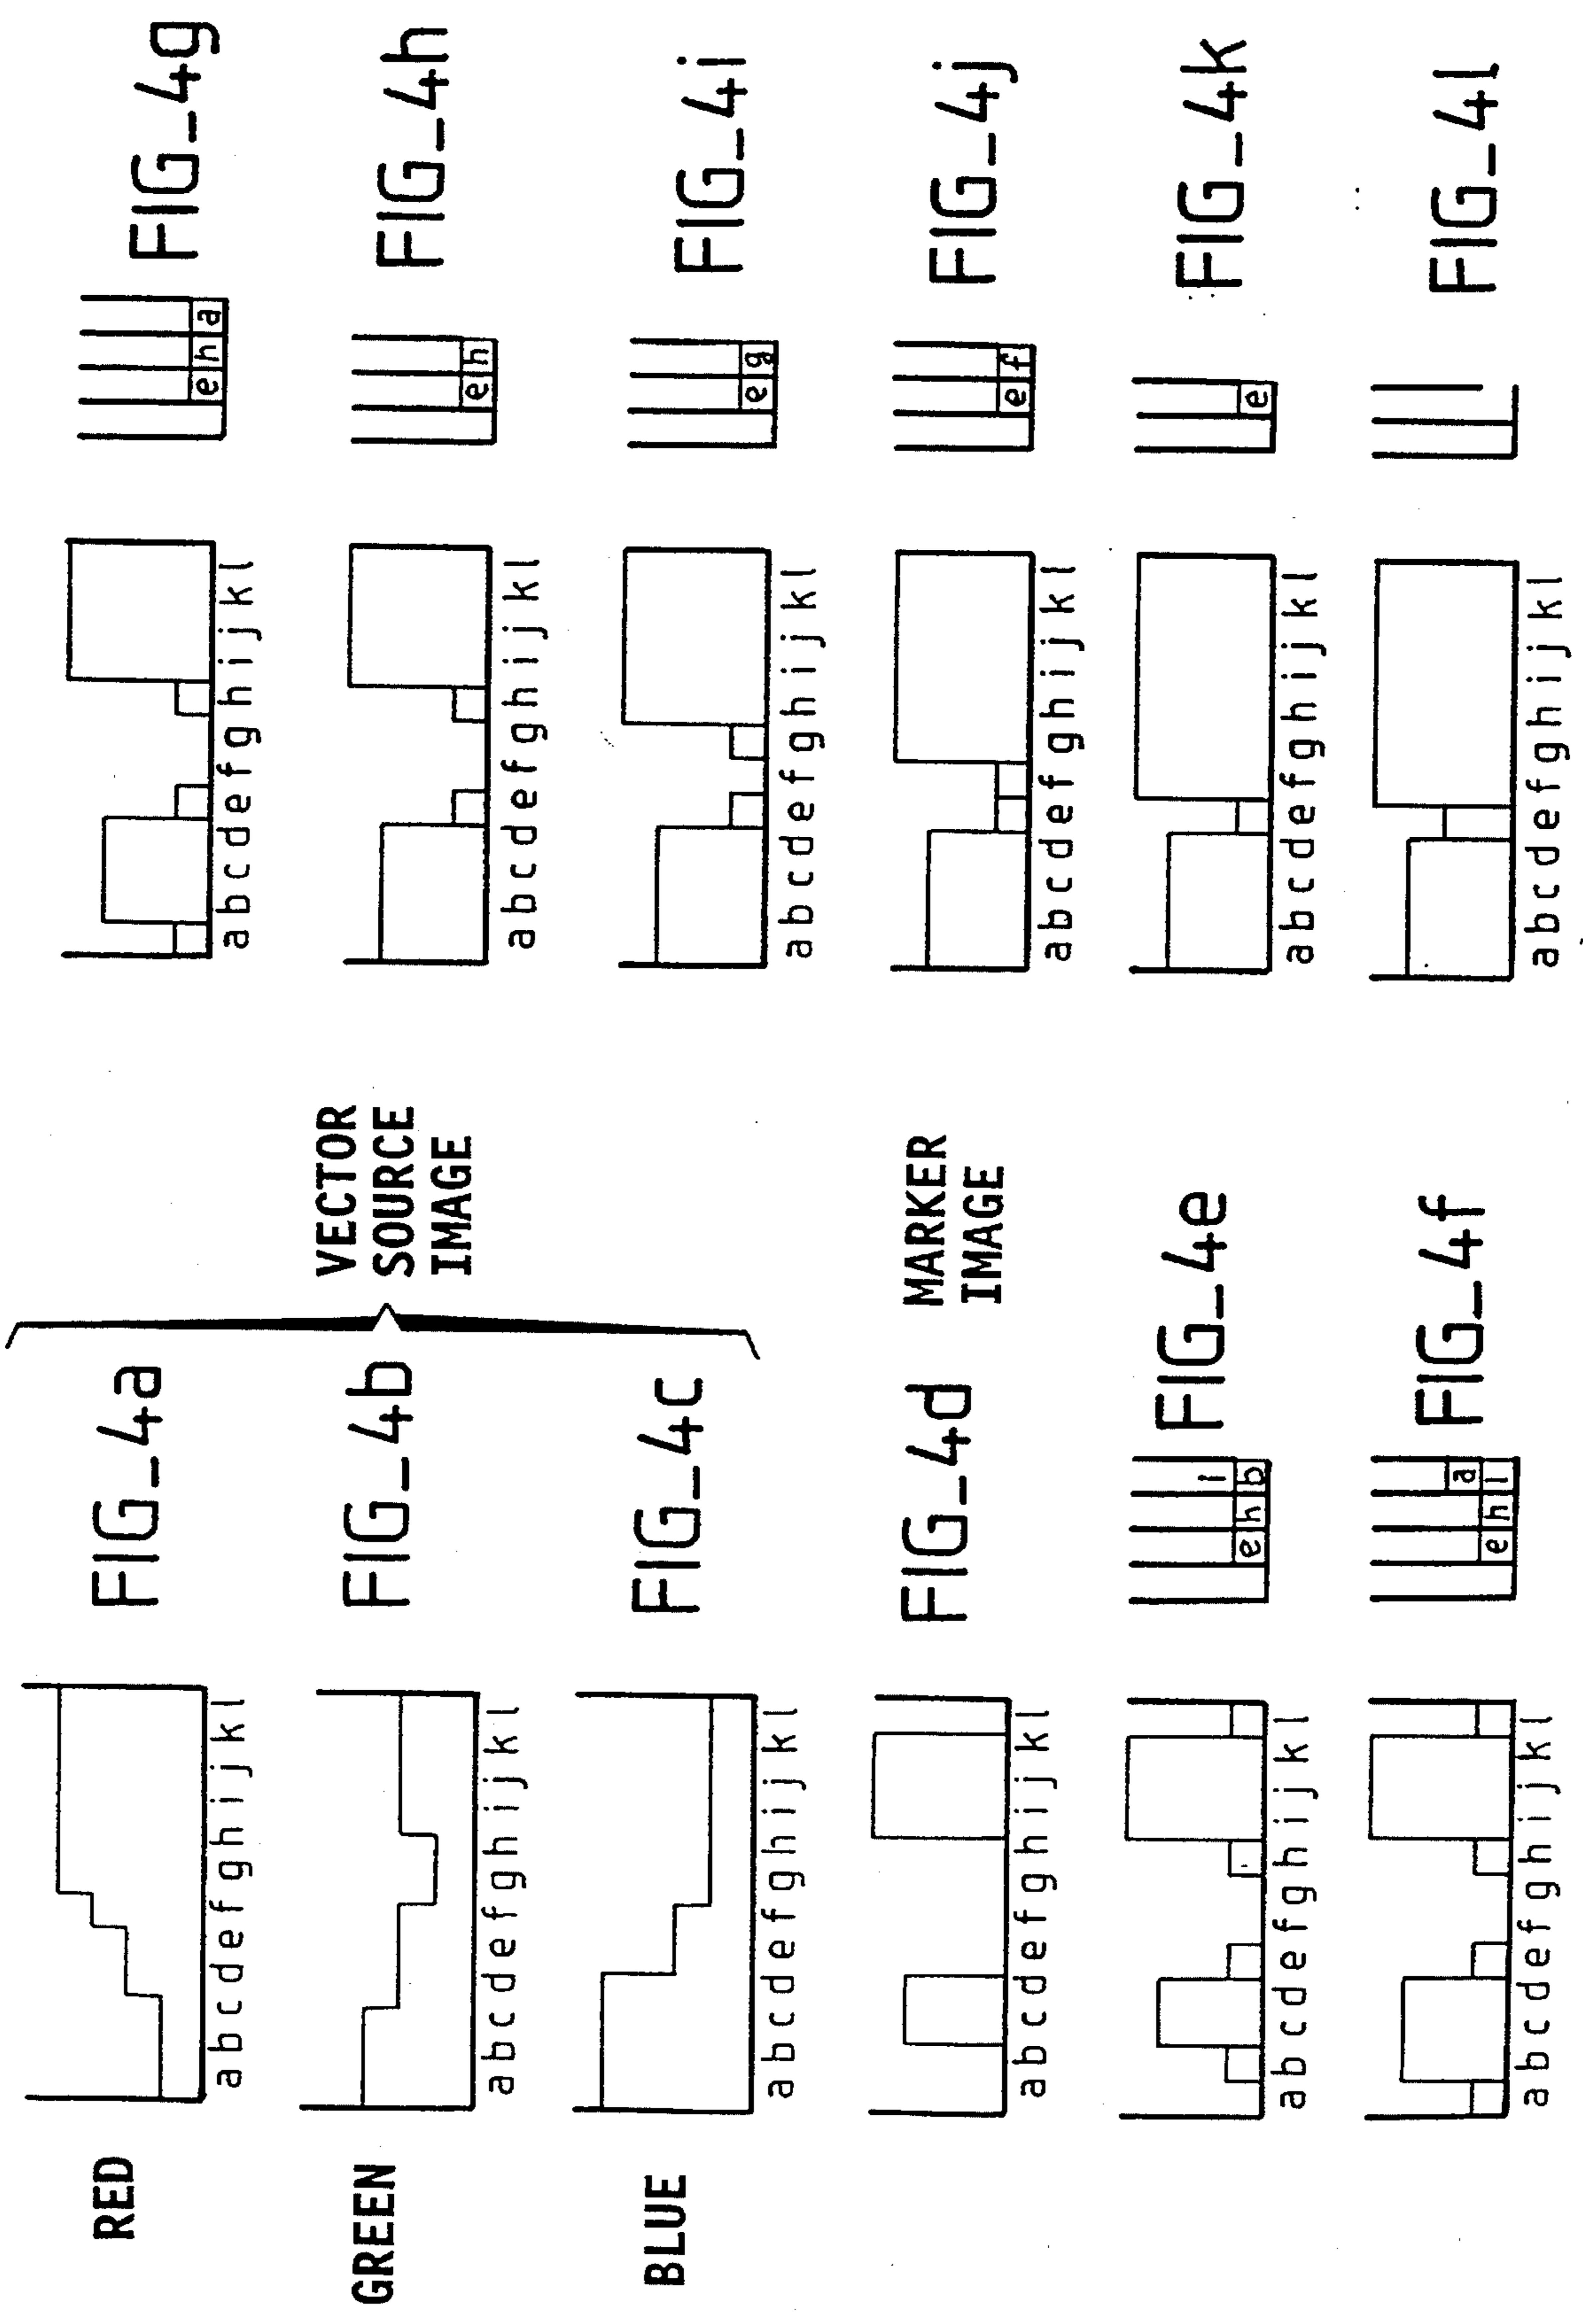 RED
a b c d e f g h i j k l
FIG_4a
GREEN
a b c d e f g h i j k l
FIG_4b
BLUE
a b c d e f g h i j k l
FIG_4c
VECTOR
SOURCE
IMAGE
a b c d e f g h i j k l
FIG_4d
MARKER
IMAGE
a b c d e f g h i j k l
l
e h b
FIG_4e
a b c d e f g h i j k l
a
e h l
FIG_4f
a b c d e f g h i j k l
e h a
FIG_4g
a b c d e f g h i j k l
e h
FIG_4h
a b c d e f g h i j k l
e g
FIG_4i
a b c d e f g h i j k l
e f
FIG_4j
a b c d e f g h i j k l
e
FIG_4k
a b c d e f g h i j k l
FIG_4l